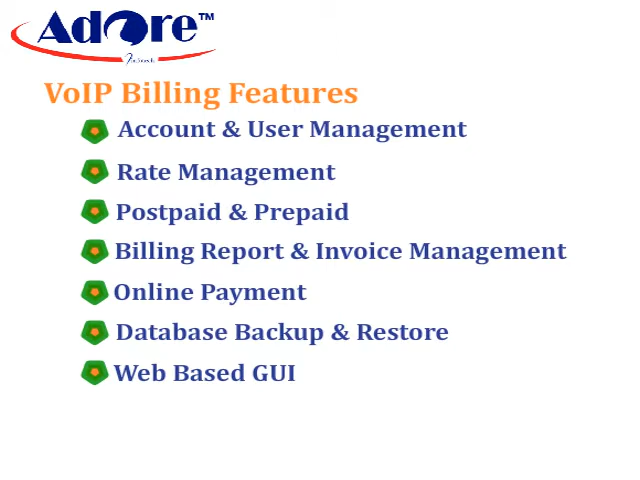 Adore™
VoIP Billing Features
Account & User Management
Rate Management
Postpaid & Prepaid
Billing Report & Invoice Management
Online Payment
Database Backup & Restore
Web Based GUI